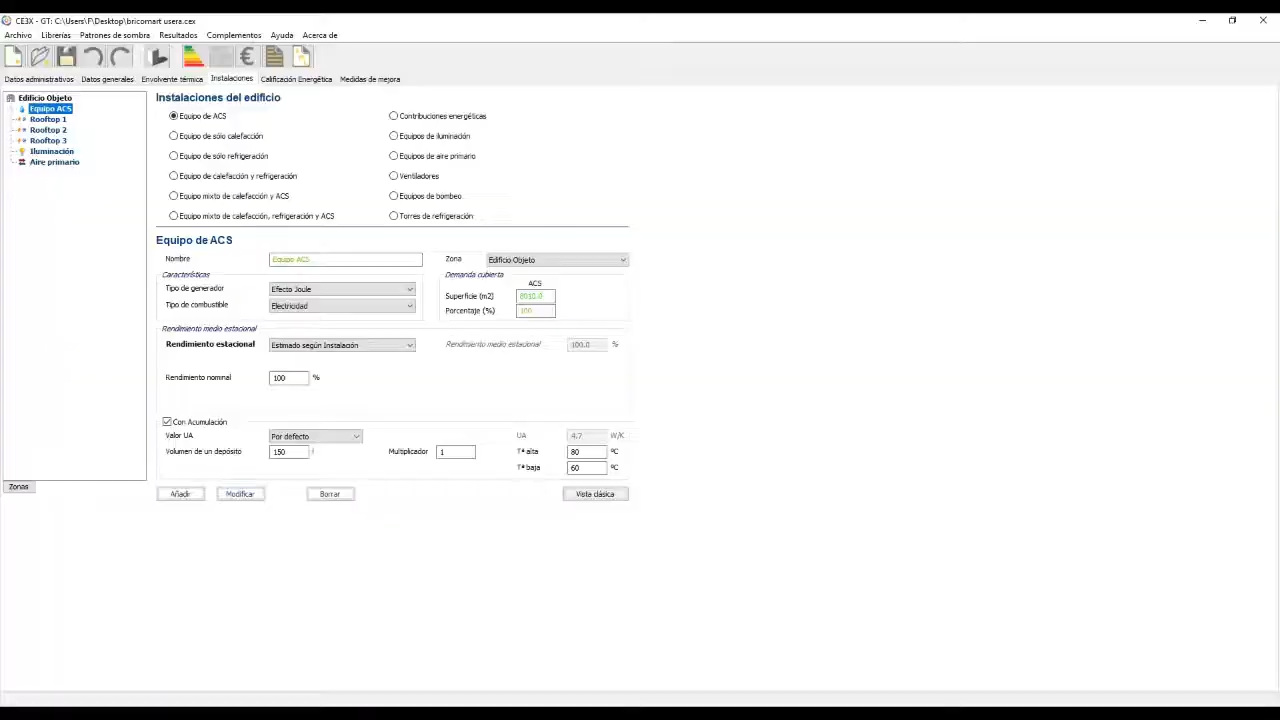 CE3X - GT: C:\Users\F\Desktop\bricomart usera.cex
Archivo Librerías Patrones de sombra Resultados Complementos Ayuda Acerca de
Datos administrativos Datos generales Envolvente térmica Instalaciones Calificación Energética Medidas de mejora
Edificio Objeto
Equipo ACS
Rooftop 1
Rooftop 2
Rooftop 3
Iluminación
Aire primario
Zonas
Instalaciones del edificio
Equipo de ACS Contribuciones energéticas
Equipo de sólo calefacción Equipos de iluminación
Equipo de sólo refrigeración Equipos de aire primario
Equipo de calefacción y refrigeración Ventiladores
Equipo mixto de calefacción y ACS Equipos de bombeo
Equipo mixto de calefacción, refrigeración y ACS Torres de refrigeración
Equipo de ACS
Nombre Equipo ACS Zona Edificio Objeto
Características Demanda cubierta
ACS
Tipo de generador Efecto Joule Superficie (m2) 8010.0
Tipo de combustible Electricidad Porcentaje (%) 100
Rendimiento medio estacional
Rendimiento estacional Estimado según Instalación Rendimiento medio estacional 100.0 %
Rendimiento nominal 100 %
Con Acumulación
Valor UA Por defecto UA 4.7 W/K
Volumen de un depósito 150 l Multiplicador 1 Tª alta 80 ºC
Tª baja 60 ºC
Añadir Modificar Borrar Vista clásica